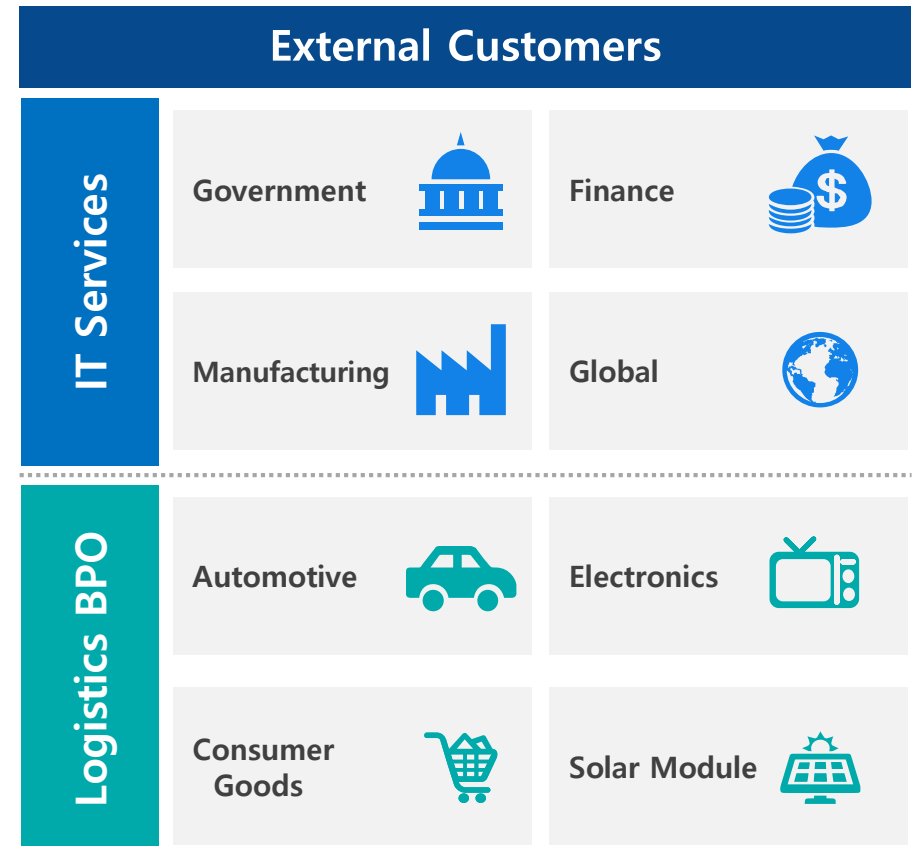 External Customers
IT Services
Government
Finance
$
Manufacturing
Global
Logistics BPO
Automotive
Electronics
Consumer
Goods
Solar Module